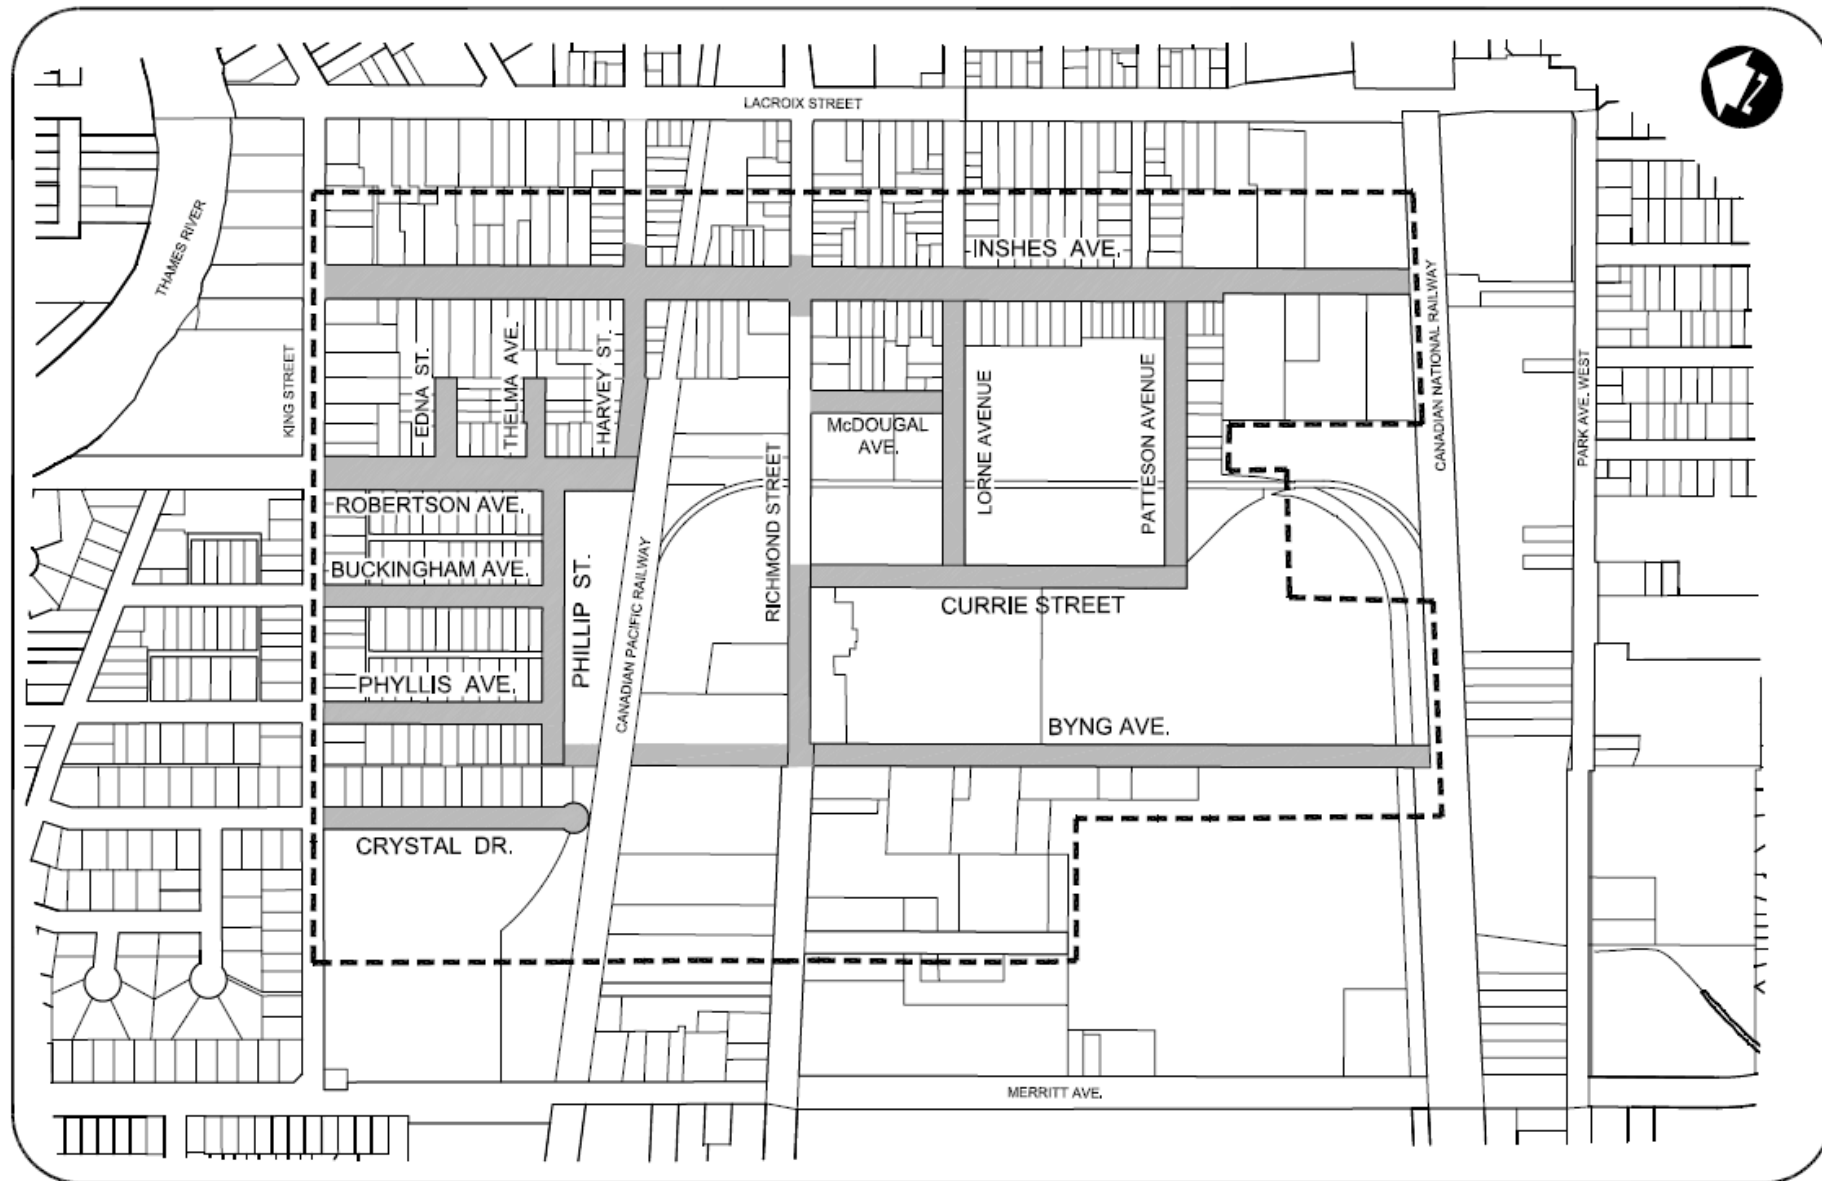 LACROIX STREET
THAMES RIVER
INSHES AVE.
KING STREET
EDNA ST.
THELMA AVE.
HARVEY ST.
McDOUGAL
AVE.
LORNE AVENUE
PATTESON AVENUE
CANADIAN NATIONAL RAILWAY
PARK AVE. WEST
ROBERTSON AVE.
RICHMOND STREET
BUCKINGHAM AVE.
PHILLIP ST.
CANADIAN PACIFIC RAILWAY
CURRIE STREET
PHYLLIS AVE.
BYNG AVE.
CRYSTAL DR.
MERRITT AVE.